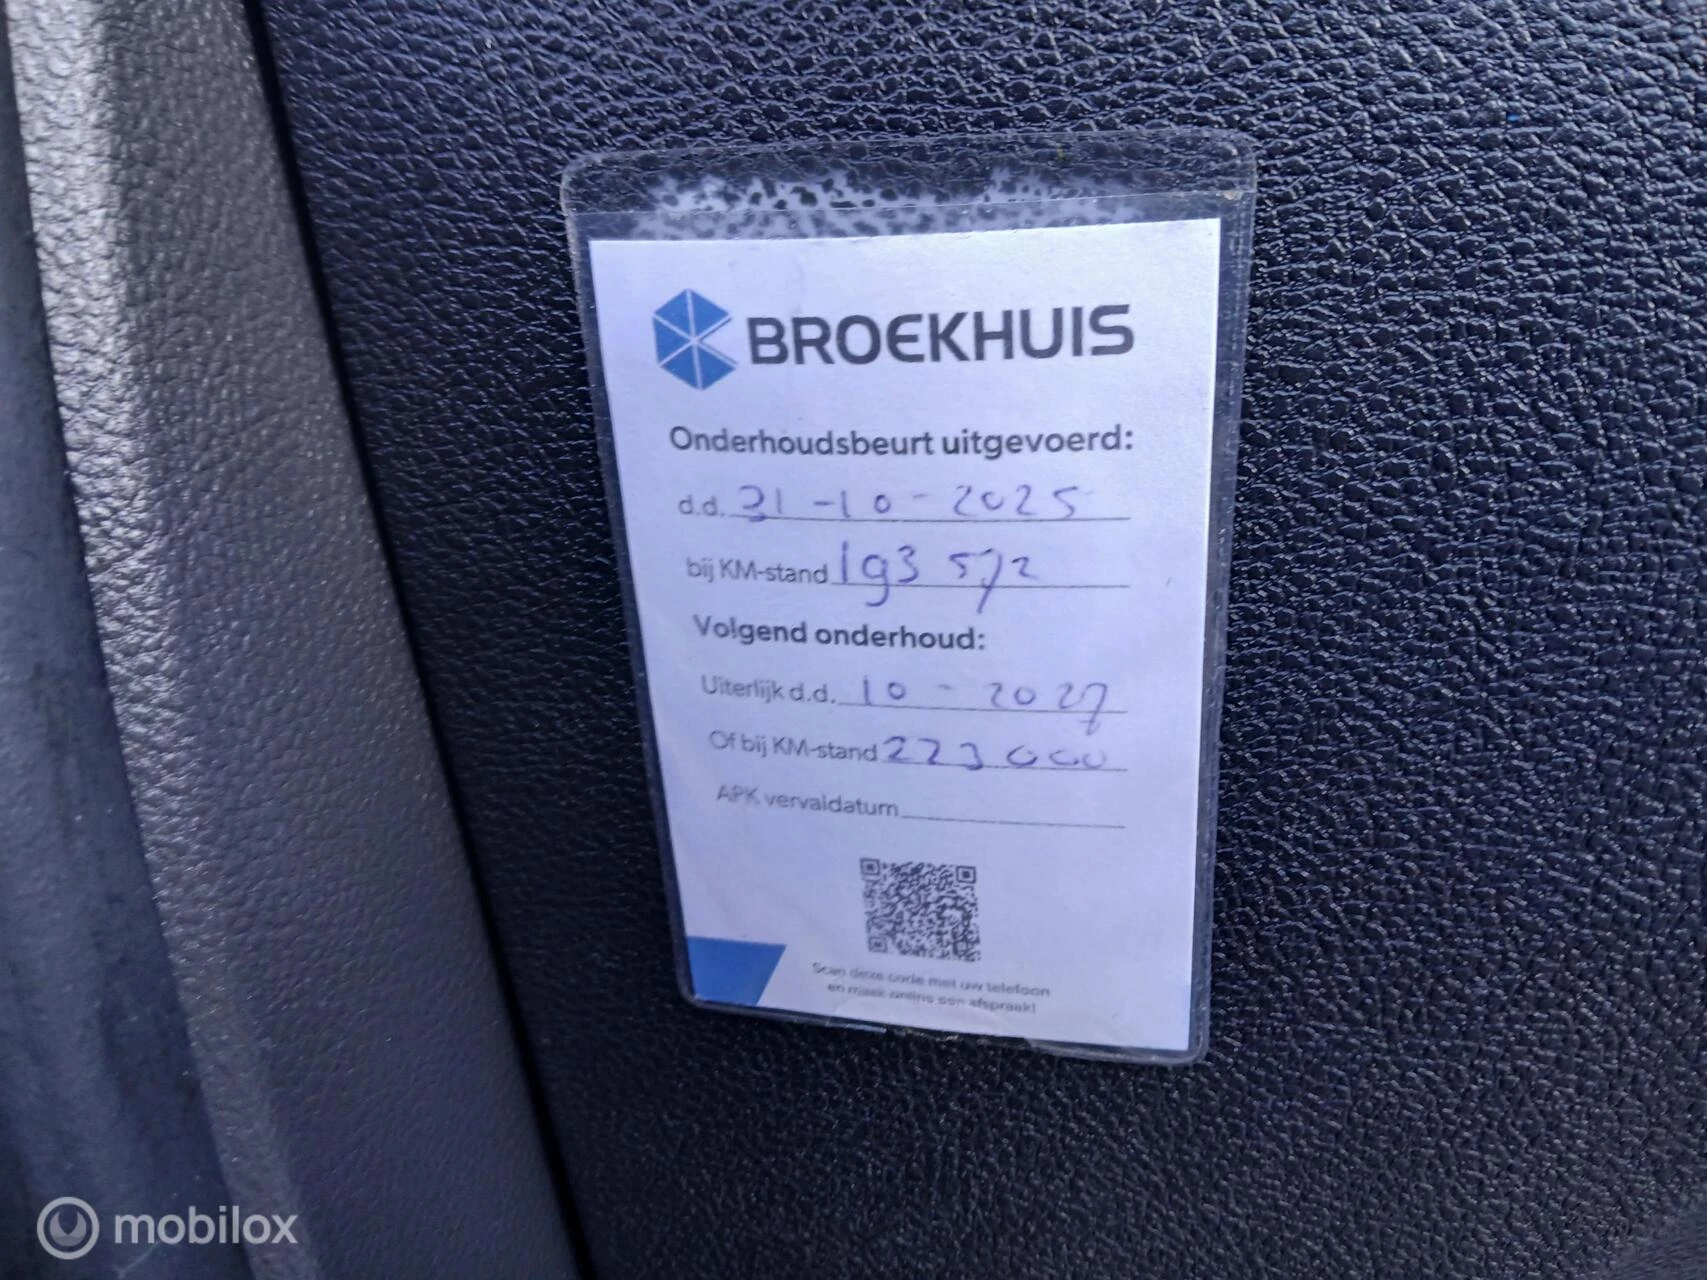 BROEKHUIS
Onderhoudsbeurt uitgevoerd:
d.d. 31-10-2025
bij KM-stand 193 572
Volgend onderhoud:
Uiterlijk d.d. 10 - 2027
Of bij KM-stand 223 000
APK vervaldatum
Scan deze code met uw telefoon
en maak online een afspraak!
mobilox